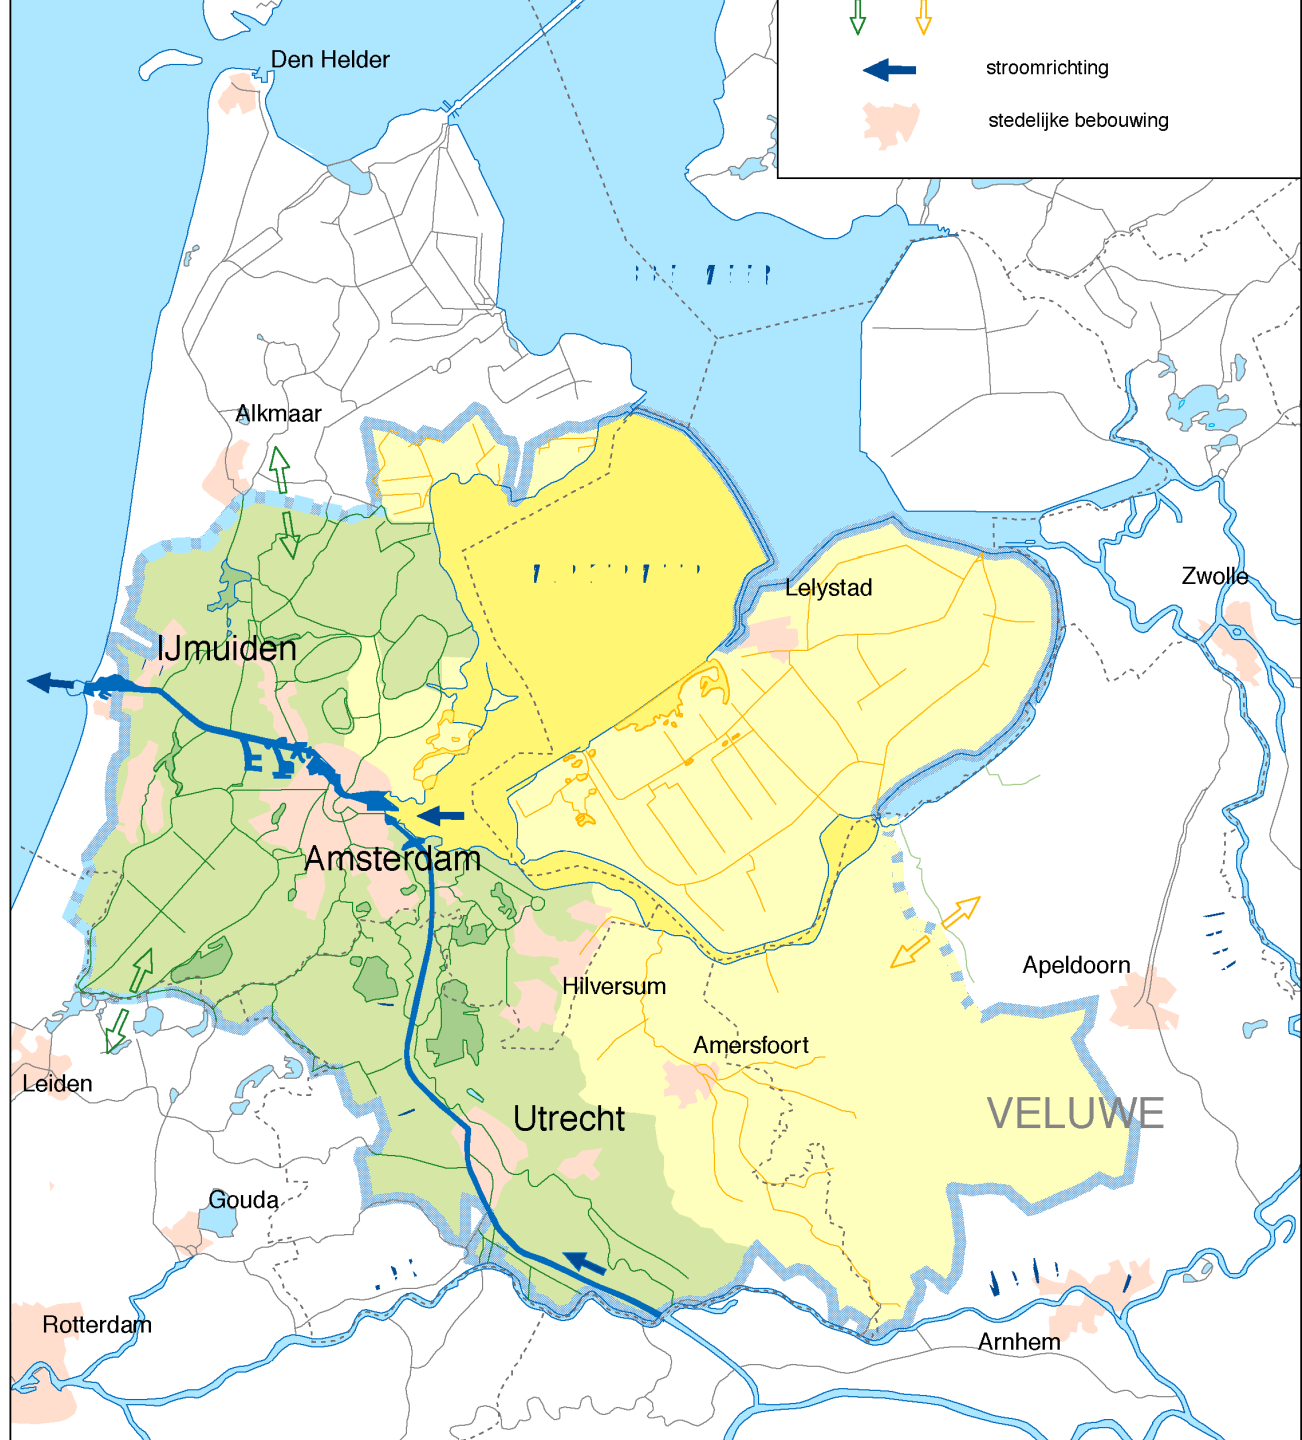 Den Helder
stroomrichting
stedelijke bebouwing
Alkmaar
Lelystad
Zwolle
IJmuiden
Amsterdam
Apeldoorn
Hilversum
Amersfoort
Leiden
Utrecht
VELUWE
Gouda
Rotterdam
Arnhem